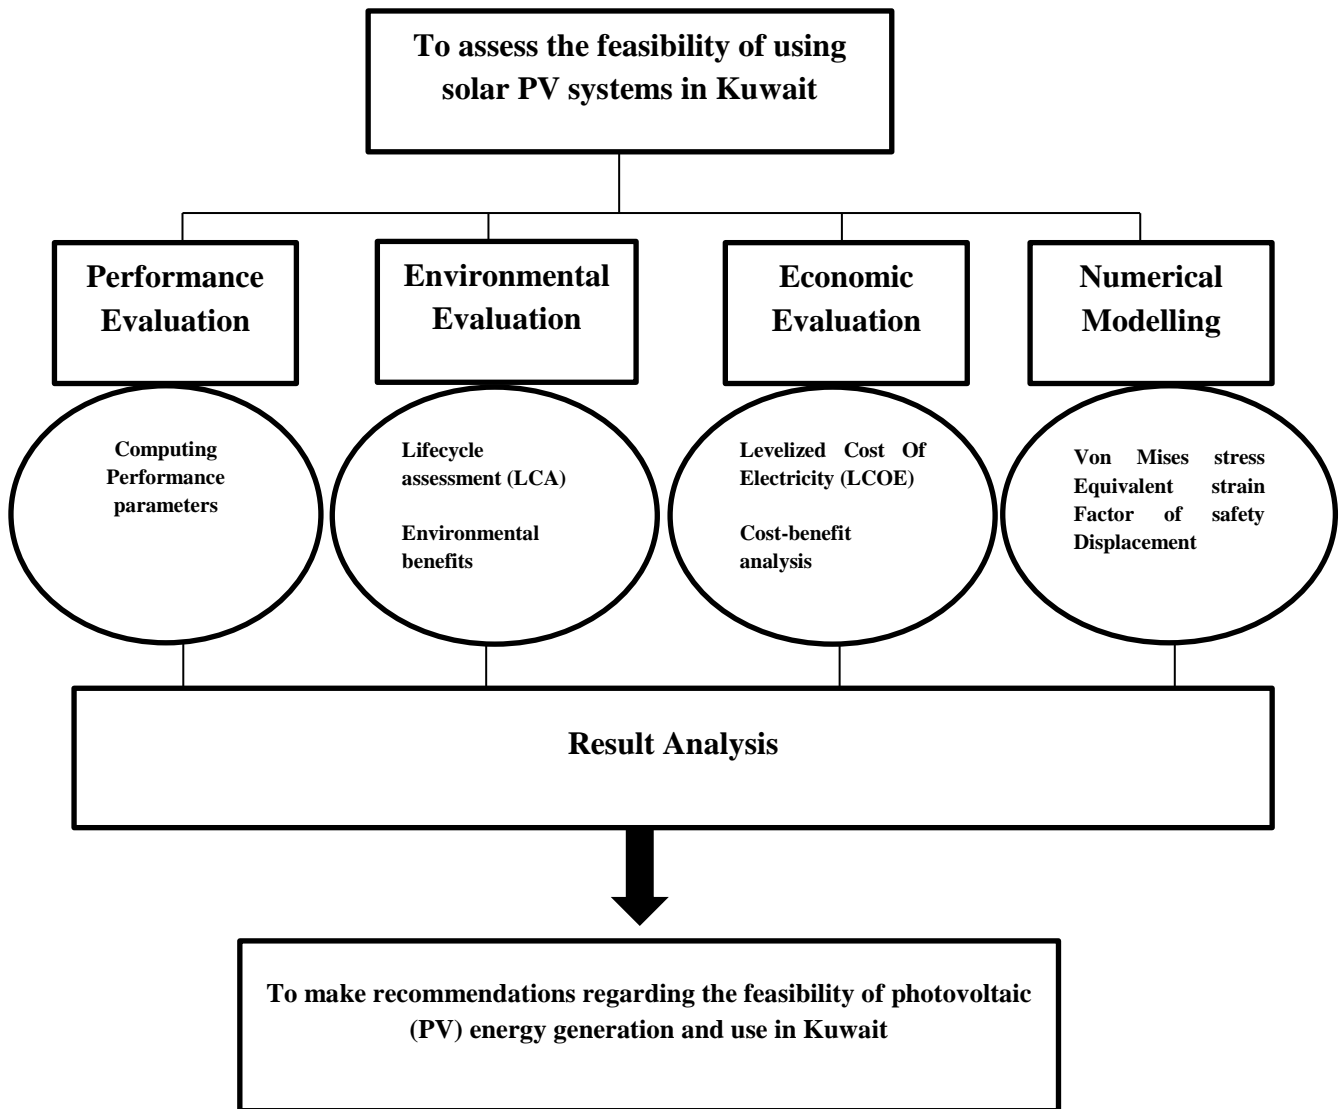 To assess the feasibility of using
solar PV systems in Kuwait
Performance
Evaluation
Environmental
Evaluation
Economic
Evaluation
Numerical
Modelling
Computing
Performance
parameters
Lifecycle
assessment (LCA)
Environmental
benefits
Levelized Cost Of
Electricity (LCOE)
Cost-benefit
analysis
Von Mises stress
Equivalent strain
Factor of safety
Displacement
Result Analysis
To make recommendations regarding the feasibility of photovoltaic
(PV) energy generation and use in Kuwait